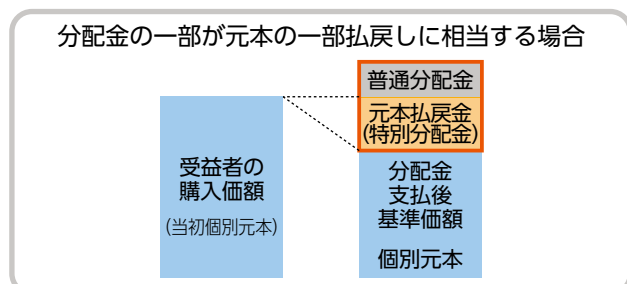 分配金の一部が元本の一部払戻しに相当する場合
普通分配金
元本払戻金
(特別分配金)
受益者の
購入価額
(当初個別元本)
分配金
支払後
基準価額
個別元本